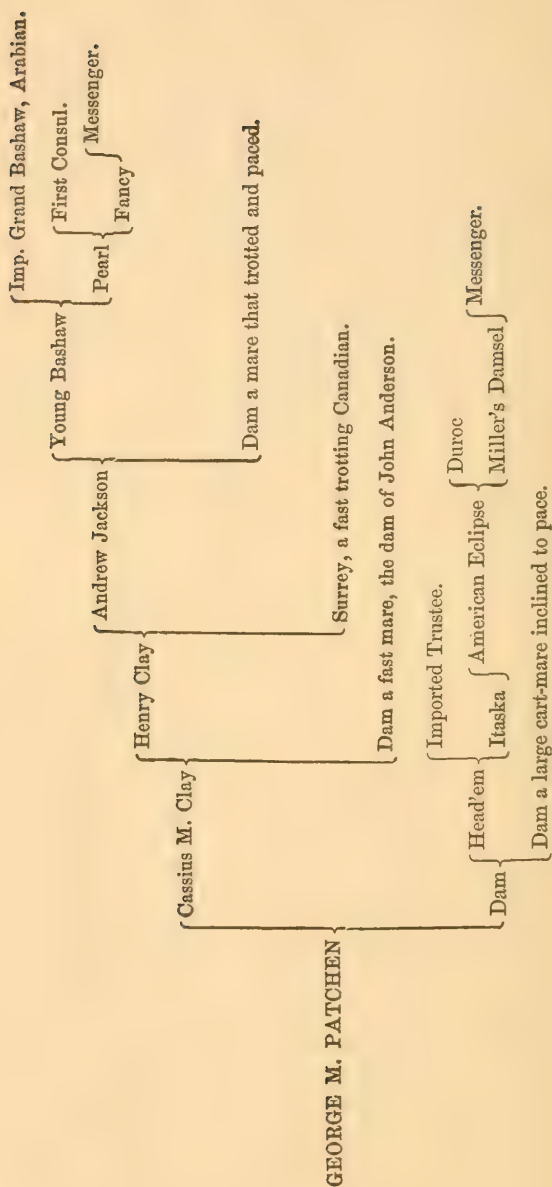 GEORGE M. PATCHEN
Cassius M. Clay
Henry Clay
Andrew Jackson
Young Bashaw
Imp. Grand Bashaw, Arabian.
Pearl
First Consul.
Fancy
Messenger.
Dam a mare that trotted and paced.
Surrey, a fast trotting Canadian.
Dam a fast mare, the dam of John Anderson.
Dam
Head'em
Imported Trustee.
Itaska
American Eclipse
Duroc
Miller's Damsel
Messenger.
Dam a large cart-mare inclined to pace.